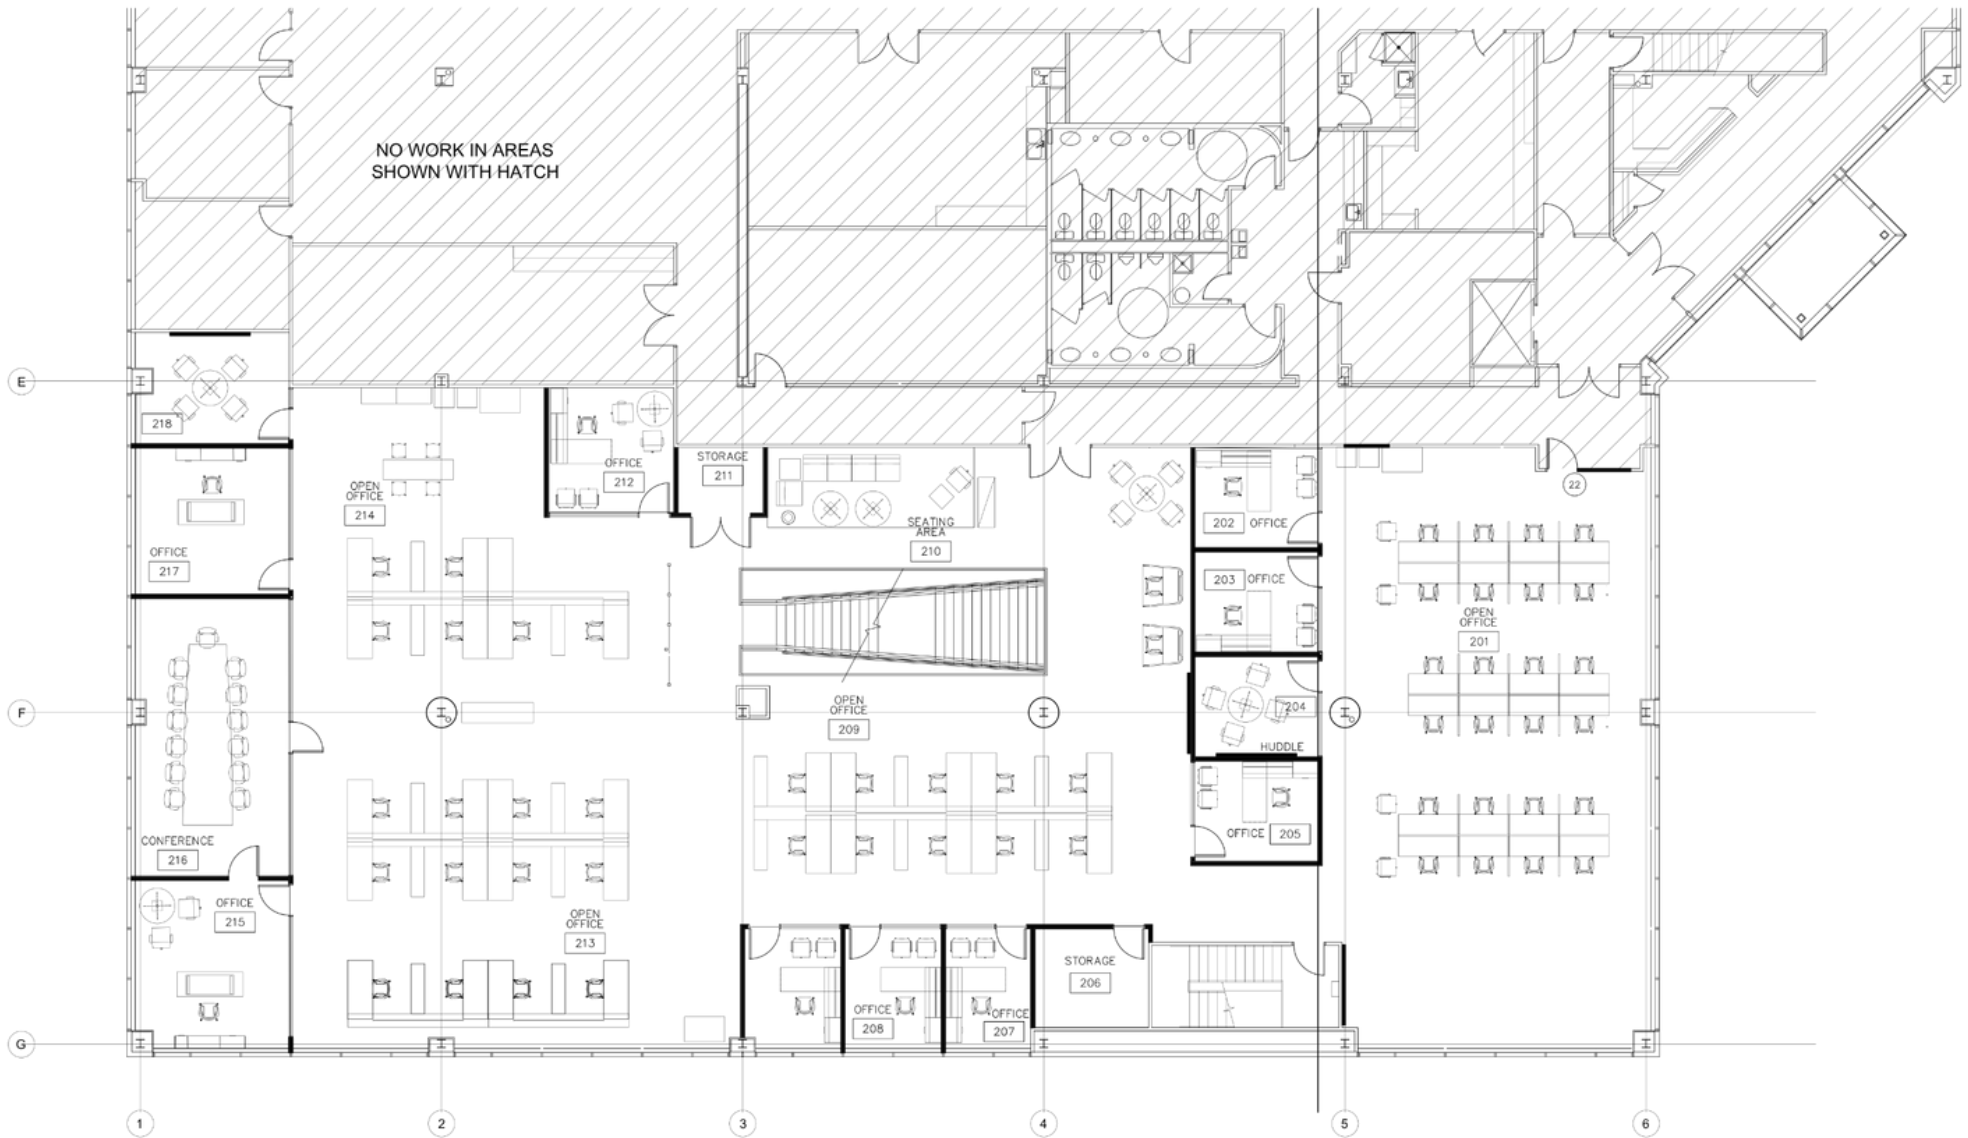 NO WORK IN AREAS
SHOWN WITH HATCH
E
218
OFFICE
212
STORAGE
211
OPEN
OFFICE
214
SEATING
AREA
210
202 OFFICE
22
OFFICE
217
203 OFFICE
OPEN
OFFICE
201
F
OPEN
OFFICE
209
204
HUDDLE
CONFERENCE
216
OFFICE 205
OFFICE
215
OPEN
OFFICE
213
STORAGE
206
OFFICE
208
OFFICE
207
G
1
2
3
4
5
6